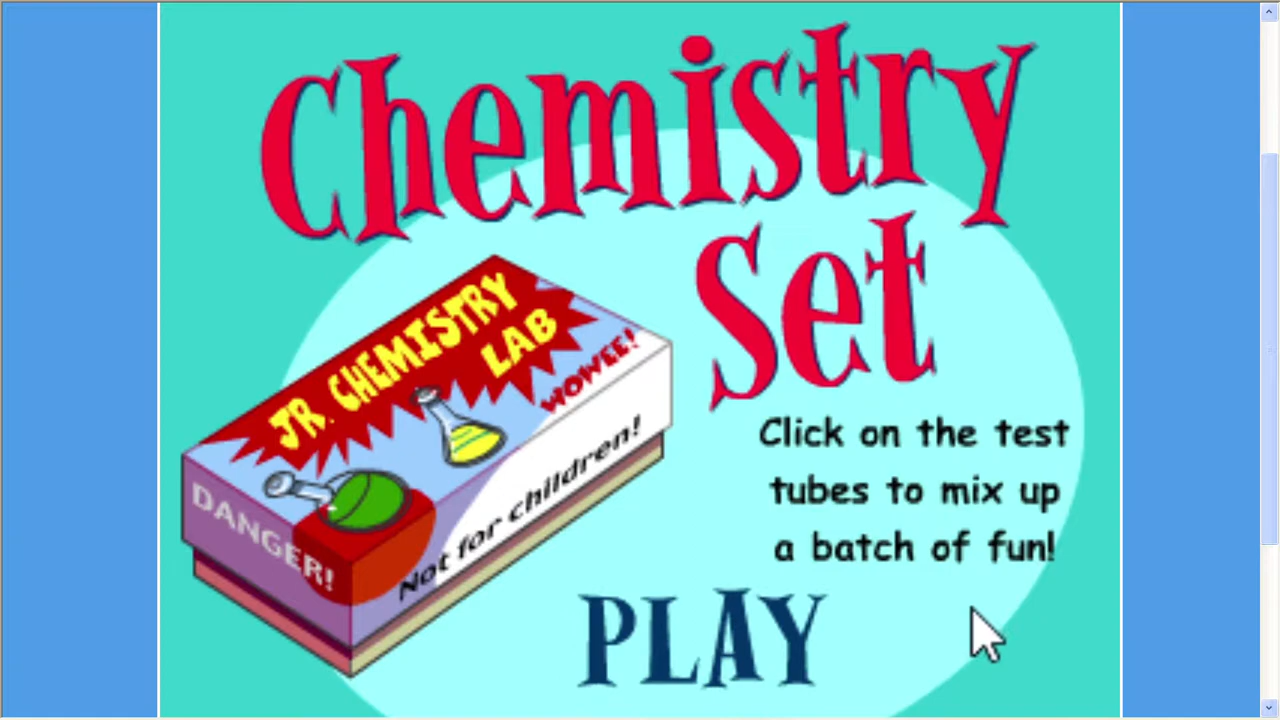 Chemistry
Set
JR. CHEMISTRY
LAB
WOWEE!
DANGER!
Not for children!
Click on the test
tubes to mix up
a batch of fun!
PLAY